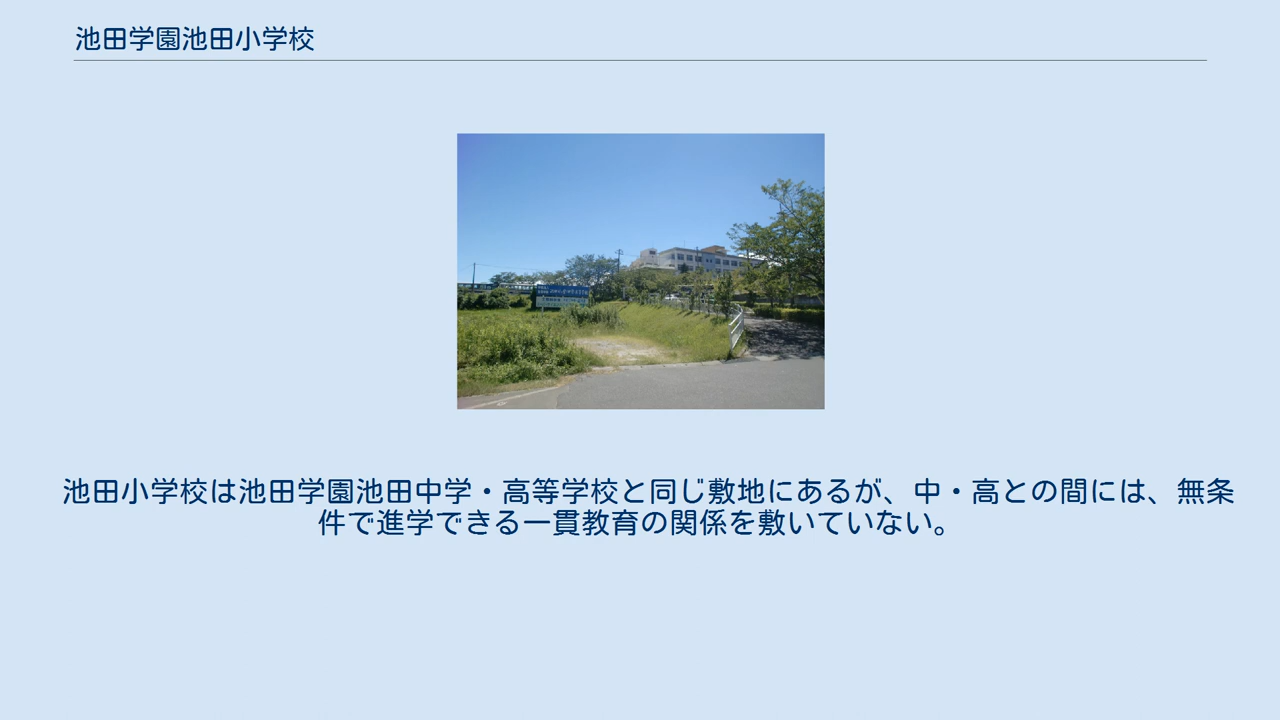 池田学園池田小学校
池田小学校は池田学園池田中学・高等学校と同じ敷地にあるが、中・高との間には、無条
件で進学できる一貫教育の関係を敷いていない。